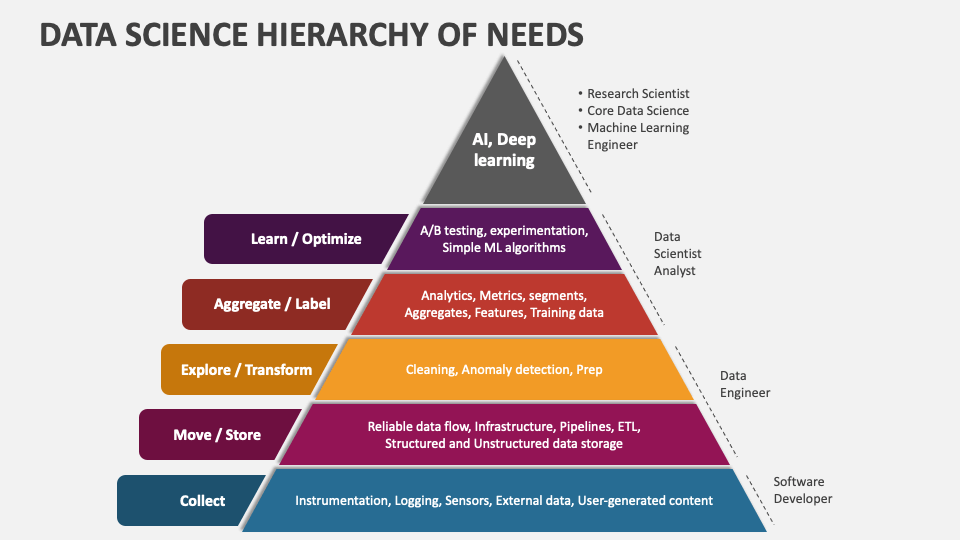 DATA SCIENCE HIERARCHY OF NEEDS
• Research Scientist
• Core Data Science
• Machine Learning
Engineer
AI, Deep
learning
Learn / Optimize
A/B testing, experimentation,
Simple ML algorithms
Data
Scientist
Analyst
Aggregate / Label
Analytics, Metrics, segments,
Aggregates, Features, Training data
Explore / Transform
Cleaning, Anomaly detection, Prep
Data
Engineer
Move / Store
Reliable data flow, Infrastructure, Pipelines, ETL,
Structured and Unstructured data storage
Collect
Instrumentation, Logging, Sensors, External data, User-generated content
Software
Developer